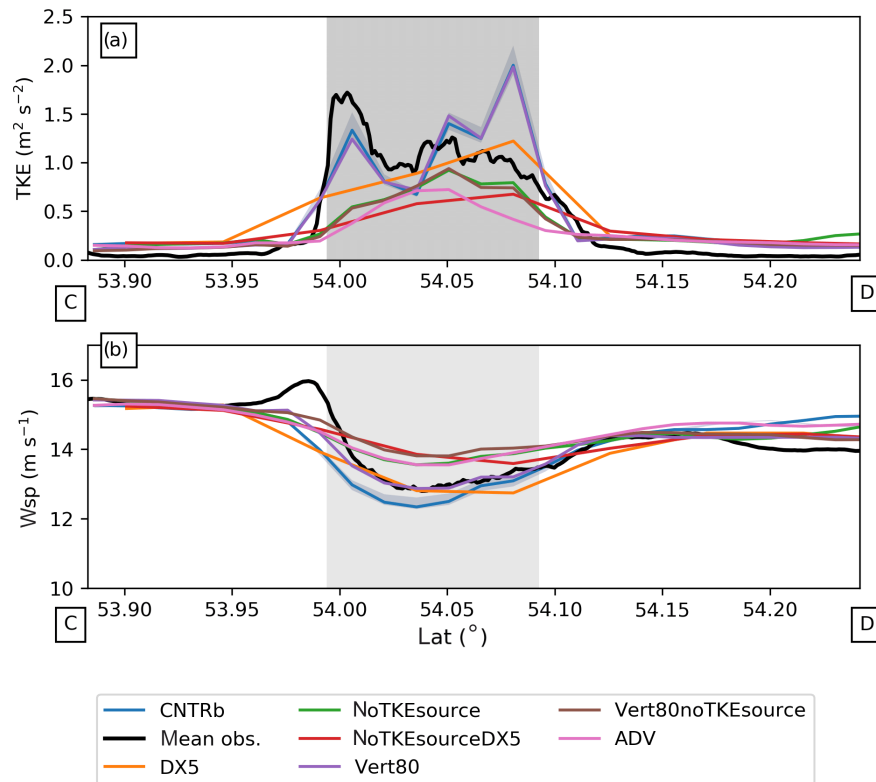 (a)
TKE (m² s⁻²)
2.5
2.0
1.5
1.0
0.5
0.0
53.90 53.95 54.00 54.05 54.10 54.15 54.20
C D
(b)
Wsp (m s⁻¹)
16
14
12
10
53.90 53.95 54.00 54.05 54.10 54.15 54.20
C Lat (°) D
CNTRb NoTKEsource Vert80noTKEsource
Mean obs. NoTKEsourceDX5 ADV
DX5 Vert80